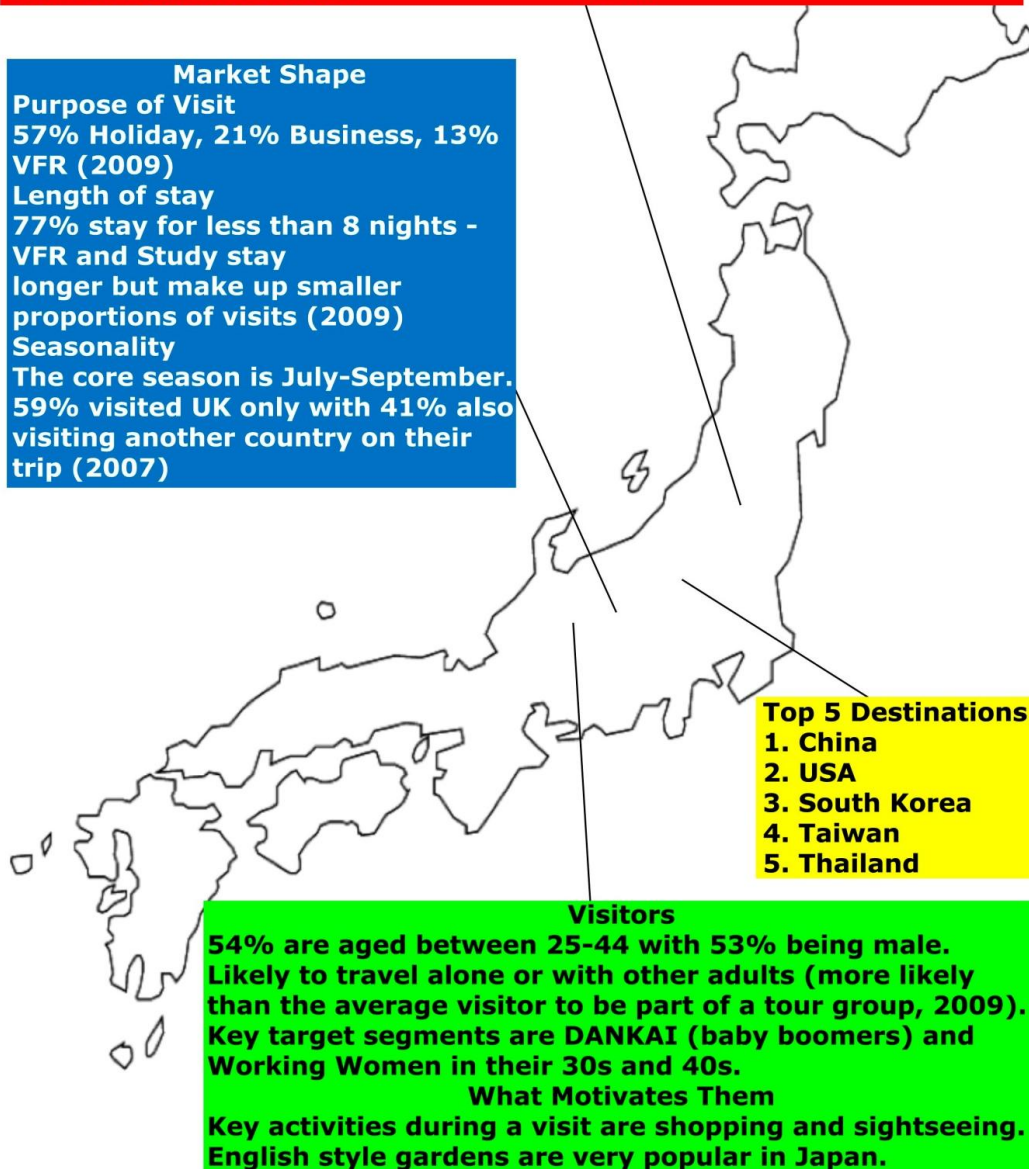 Market Shape
Purpose of Visit
57% Holiday, 21% Business, 13%
VFR (2009)
Length of stay
77% stay for less than 8 nights -
VFR and Study stay
longer but make up smaller
proportions of visits (2009)
Seasonality
The core season is July-September.
59% visited UK only with 41% also
visiting another country on their
trip (2007)
Top 5 Destinations
1. China
2. USA
3. South Korea
4. Taiwan
5. Thailand
Visitors
54% are aged between 25-44 with 53% being male.
Likely to travel alone or with other adults (more likely
than the average visitor to be part of a tour group, 2009).
Key target segments are DANKAI (baby boomers) and
Working Women in their 30s and 40s.
What Motivates Them
Key activities during a visit are shopping and sightseeing.
English style gardens are very popular in Japan.